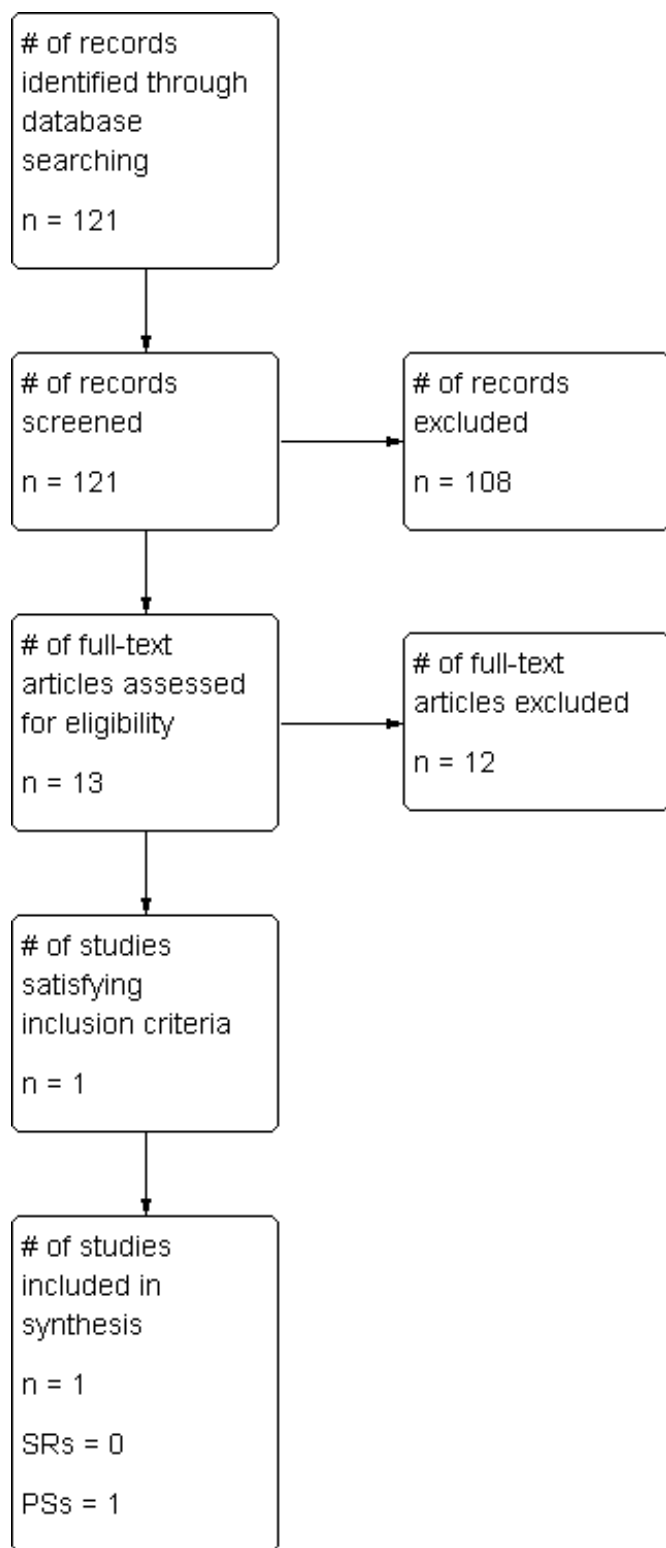 # of records
identified through
database
searching
n = 121
# of records
screened
n = 121
# of records
excluded
n = 108
# of full-text
articles assessed
for eligibility
n = 13
# of full-text
articles excluded
n = 12
# of studies
satisfying
inclusion criteria
n = 1
# of studies
included in
synthesis
n = 1
SRs = 0
PSs = 1